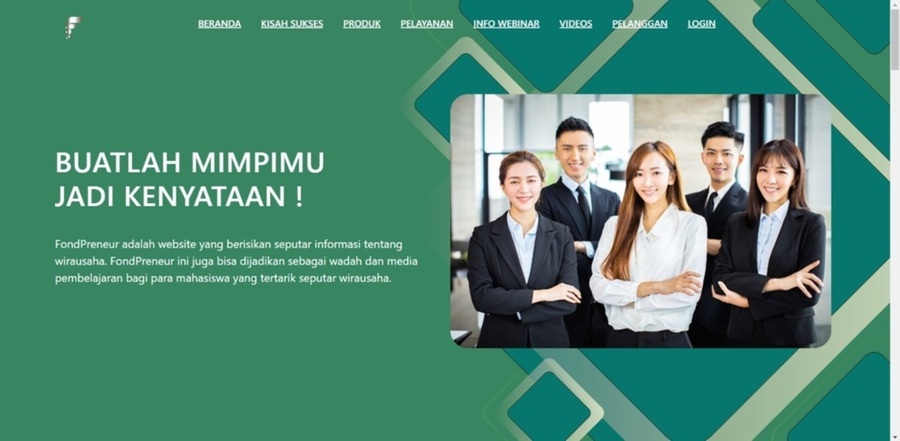 BERANDA KISAH SUKSES PRODUK PELAYANAN INFO WEBINAR VIDEOS PELANGGAN LOGIN
BUATLAH MIMPIMU
JADI KENYATAAN !
FondPreneur adalah website yang berisikan seputar informasi tentang
wirausaha. FondPreneur ini juga bisa dijadikan sebagai wadah dan media
pembelajaran bagi para mahasiswa yang tertarik seputar wirausaha.